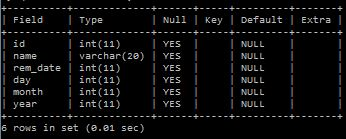 | Field | Type | Null | Key | Default | Extra |
| id | int(11) | YES | | NULL | |
| name | varchar(20) | YES | | NULL | |
| rem_date | int(11) | YES | | NULL | |
| day | int(11) | YES | | NULL | |
| month | int(11) | YES | | NULL | |
| year | int(11) | YES | | NULL | |
6 rows in set (0.01 sec)